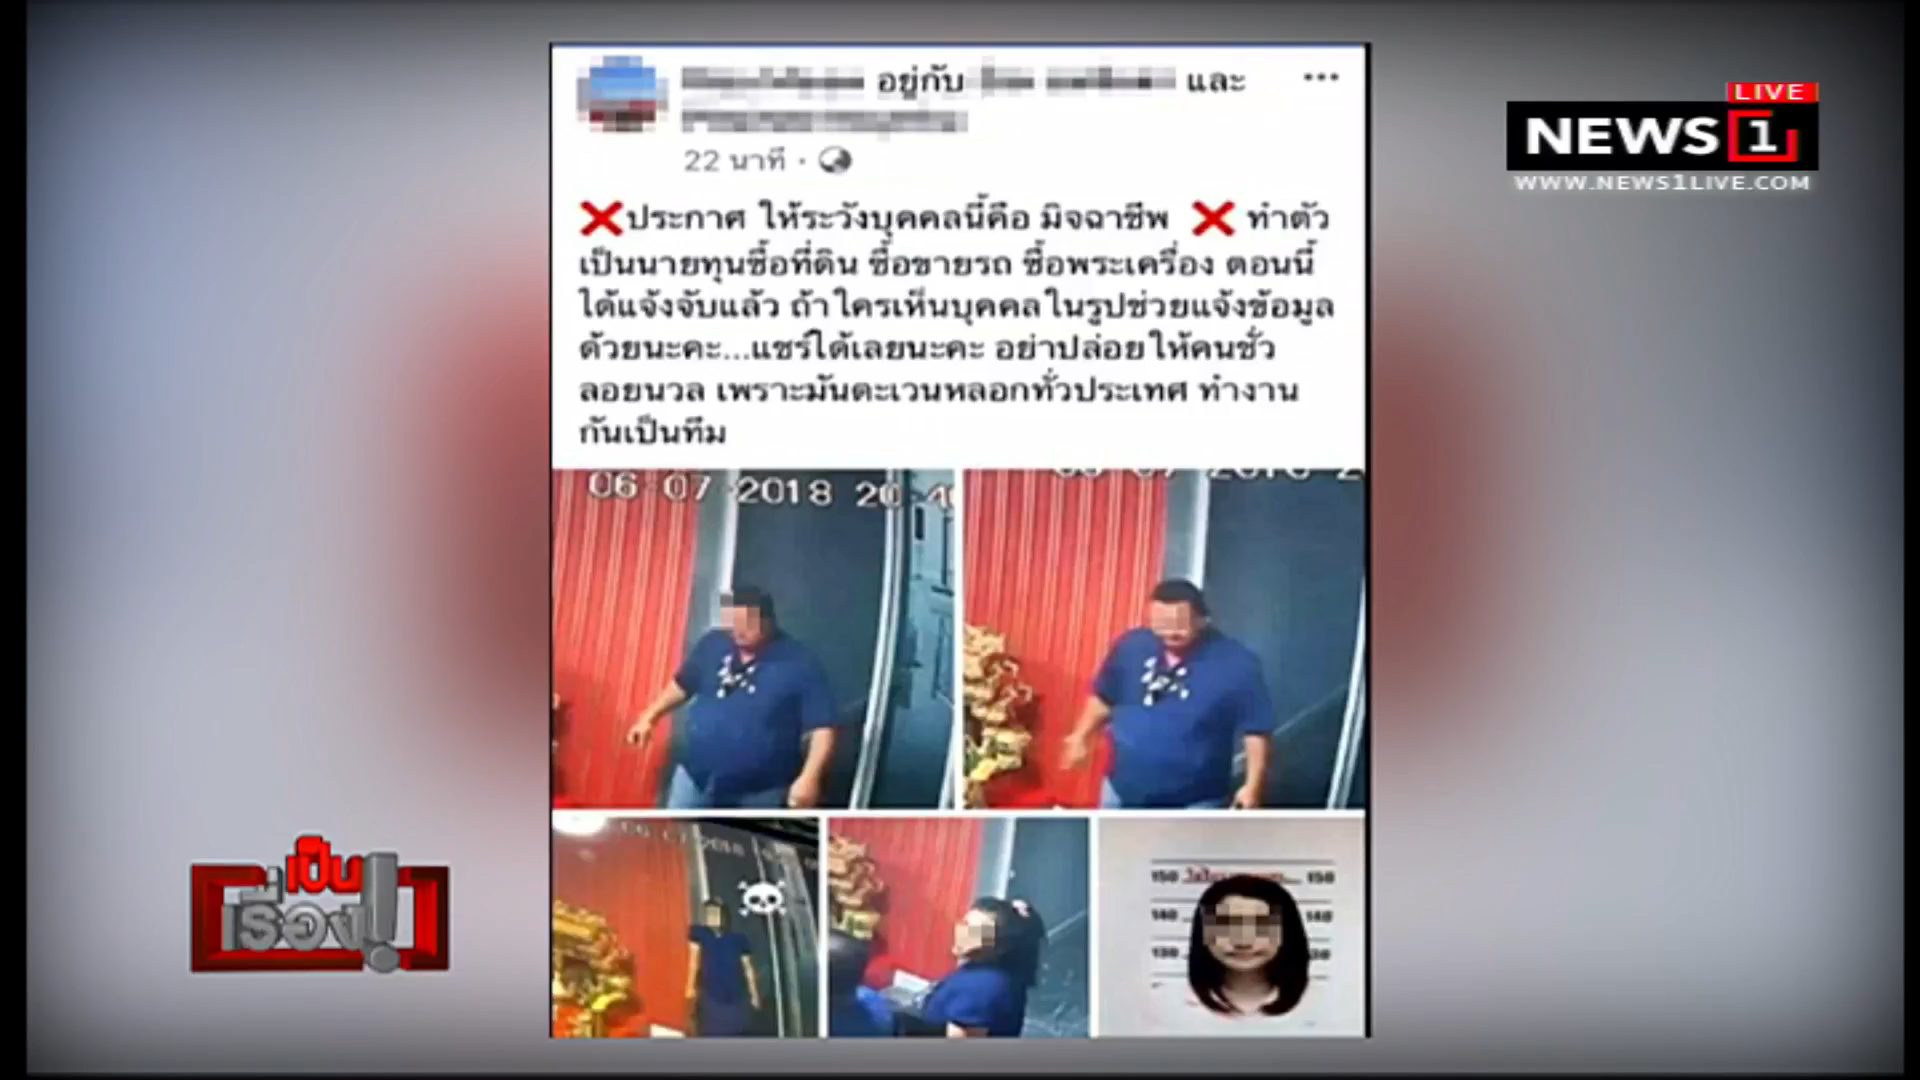 LIVE
NEWS 1
WWW.NEWS1LIVE.COM
อยู่กับ และ
22 นาที
❌ประกาศ ให้ระวังบุคคลนี้คือ มิจฉาชีพ ❌ ทำตัว
เป็นนายทุนซื้อที่ดิน ซื้อขายรถ ซื้อพระเครื่อง ตอนนี้
ได้แจ้งจับแล้ว ถ้าใครเห็นบุคคลในรูปช่วยแจ้งข้อมูล
ด้วยนะคะ...แชร์ได้เลยนะคะ อย่าปล่อยให้คนชั่ว
ลอยนวล เพราะมันตะเวนหลอกทั่วประเทศ ทำงาน
กันเป็นทีม
06 07 2018 20
150 150
140 140
130
เป็น
เรื่อง!